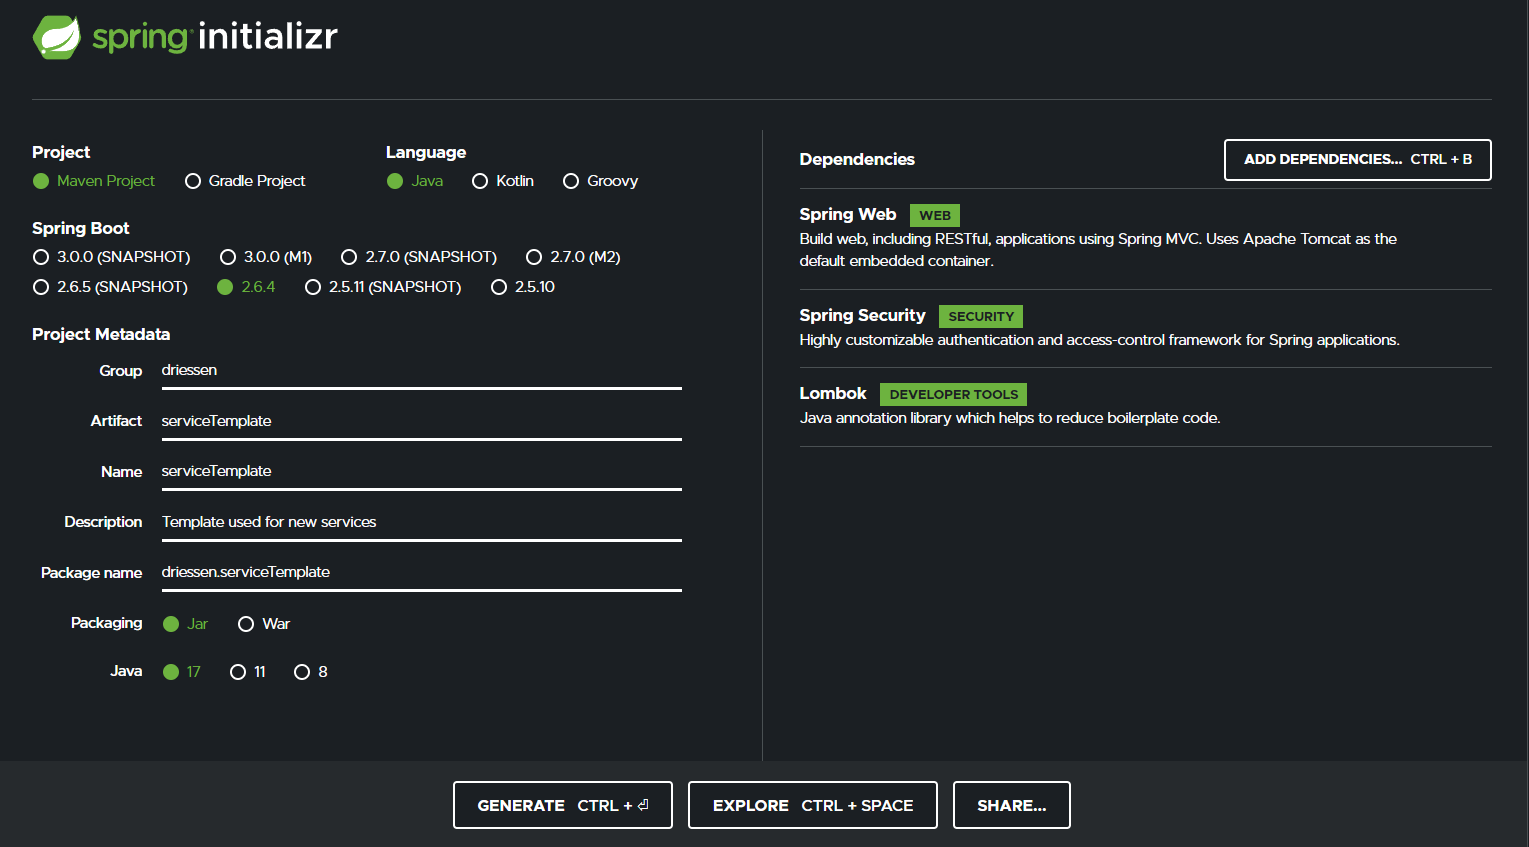 spring initializr
Project
Maven Project Gradle Project
Language
Java Kotlin Groovy
Spring Boot
3.0.0 (SNAPSHOT) 3.0.0 (M1) 2.7.0 (SNAPSHOT) 2.7.0 (M2)
2.6.5 (SNAPSHOT) 2.6.4 2.5.11 (SNAPSHOT) 2.5.10
Project Metadata
Group driessen
Artifact serviceTemplate
Name serviceTemplate
Description Template used for new services
Package name driessen.serviceTemplate
Packaging Jar War
Java 17 11 8
Dependencies
ADD DEPENDENCIES... CTRL + B
Spring Web WEB
Build web, including RESTful, applications using Spring MVC. Uses Apache Tomcat as the
default embedded container.
Spring Security SECURITY
Highly customizable authentication and access-control framework for Spring applications.
Lombok DEVELOPER TOOLS
Java annotation library which helps to reduce boilerplate code.
GENERATE CTRL + ⏎
EXPLORE CTRL + SPACE
SHARE...